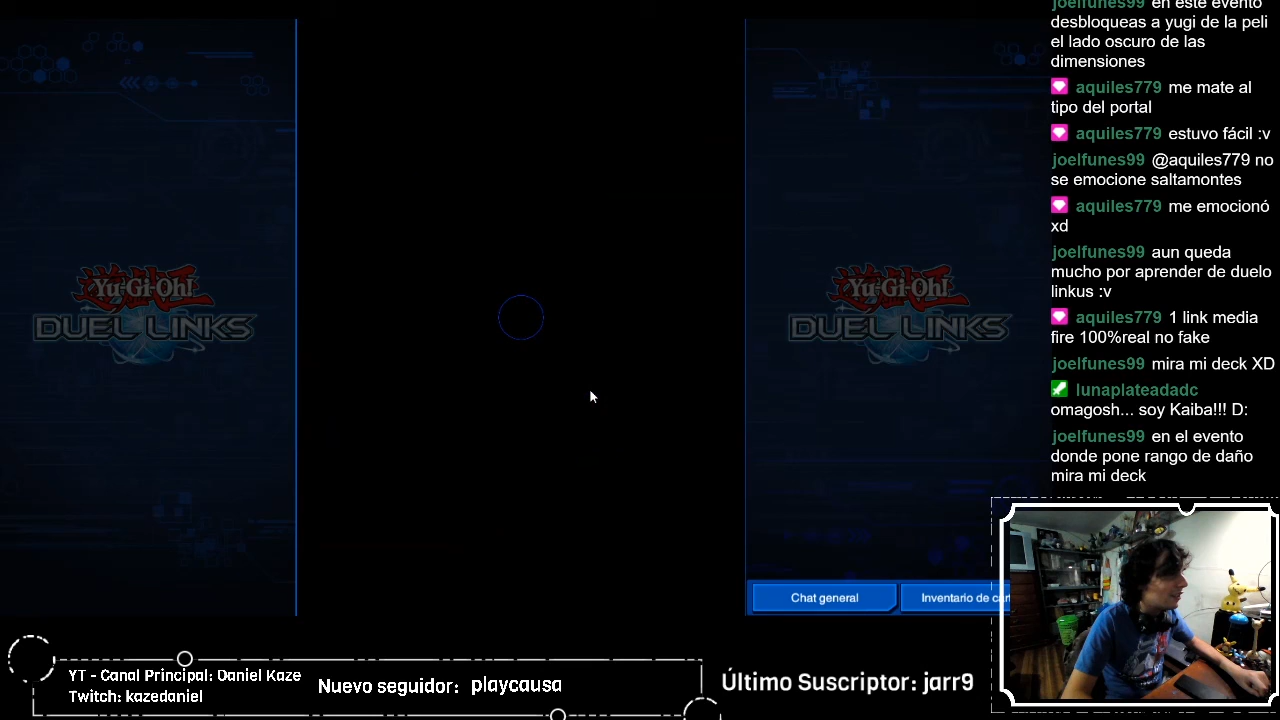 joelfunes99 en este evento
desbloqueas a yugi de la peli
el lado oscuro de las
dimensiones
aquiles779 me mate al
tipo del portal
aquiles779 estuvo fácil :v
joelfunes99 @aquiles779 no
se emocione saltamontes
aquiles779 me emocionó
xd
joelfunes99 aun queda
mucho por aprender de duelo
linkus :v
aquiles779 1 link media
fire 100%real no fake
joelfunes99 mira mi deck XD
lunaplateadadc
omagosh... soy Kaiba!!! D:
joelfunes99 en el evento
donde pone rango de daño
mira mi deck
Yu-Gi-Oh!
DUEL LINKS
Yu-Gi-Oh!
DUEL LINKS
Chat general
Inventario de car
YT - Canal Principal: Daniel Kaze
Twitch: kazedaniel
Nuevo seguidor: playcausa
Último Suscriptor: jarr9